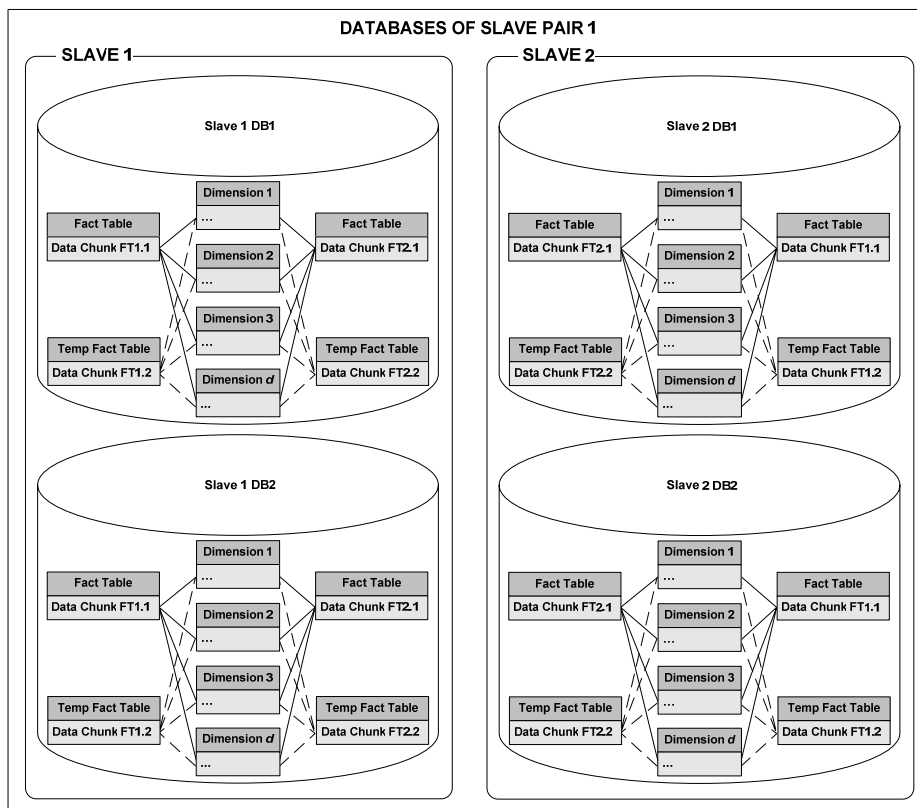 DATABASES OF SLAVE PAIR 1
SLAVE 1
Slave 1 DB1
Dimension 1
...
Fact Table
Data Chunk FT1.1
Dimension 2
...
Fact Table
Data Chunk FT2.1
Dimension 3
...
Temp Fact Table
Data Chunk FT1.2
Dimension d
...
Temp Fact Table
Data Chunk FT2.2
Slave 1 DB2
Dimension 1
...
Fact Table
Data Chunk FT1.1
Dimension 2
...
Fact Table
Data Chunk FT2.1
Dimension 3
...
Temp Fact Table
Data Chunk FT1.2
Dimension d
...
Temp Fact Table
Data Chunk FT2.2
SLAVE 2
Slave 2 DB1
Dimension 1
...
Fact Table
Data Chunk FT2.1
Dimension 2
...
Fact Table
Data Chunk FT1.1
Dimension 3
...
Temp Fact Table
Data Chunk FT2.2
Dimension d
...
Temp Fact Table
Data Chunk FT1.2
Slave 2 DB2
Dimension 1
...
Fact Table
Data Chunk FT2.1
Dimension 2
...
Fact Table
Data Chunk FT1.1
Dimension 3
...
Temp Fact Table
Data Chunk FT2.2
Dimension d
...
Temp Fact Table
Data Chunk FT1.2